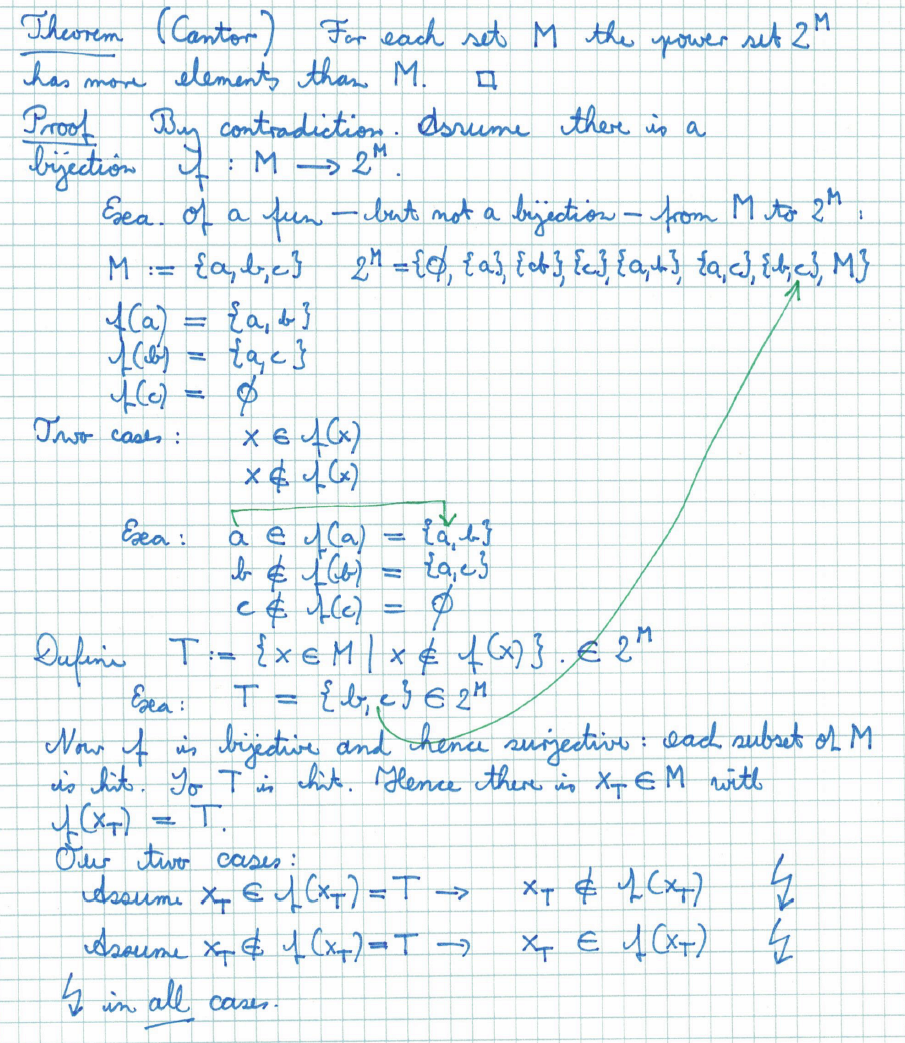 Theorem (Cantor) For each set M the power set 2^M
has more elements than M. □
Proof By contradiction. Assume there is a
bijection f : M → 2^M.
Exa. of a fun – but not a bijection – from M to 2^M :
M := {a, b, c} 2^M = {∅, {a}, {b}, {c}, {a, b}, {a, c}, {b, c}, M}
f(a) = {a, b}
f(b) = {a, c}
f(c) = ∅
Two cases : x ∈ f(x)
x ∉ f(x)
Exa : a ∈ f(a) = {a, b}
b ∉ f(b) = {a, c}
c ∉ f(c) = ∅
Define T := {x ∈ M | x ∉ f(x)} . ∈ 2^M
Exa : T = {b, c} ∈ 2^M
Now f is bijective and hence surjective : each subset of M
is hit. So T is hit. Hence there is x_T ∈ M with
f(x_T) = T.
Our two cases :
Assume x_T ∈ f(x_T) = T → x_T ∉ f(x_T) ↯
Assume x_T ∉ f(x_T) = T → x_T ∈ f(x_T) ↯
↯ in all cases.